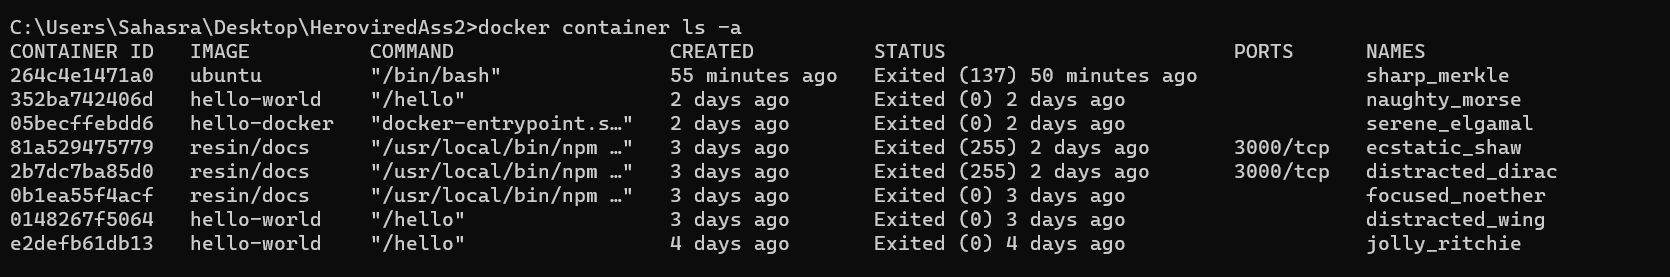 C:\Users\Sahasra\Desktop\HeroviredAss2>docker container ls -a
CONTAINER ID   IMAGE          COMMAND                  CREATED          STATUS                        PORTS      NAMES
264c4e1471a0   ubuntu         "/bin/bash"              55 minutes ago   Exited (137) 50 minutes ago              sharp_merkle
352ba742406d   hello-world    "/hello"                 2 days ago       Exited (0) 2 days ago                    naughty_morse
05becffebdd6   hello-docker   "docker-entrypoint.s…"   2 days ago       Exited (0) 2 days ago                    serene_elgamal
81a529475779   resin/docs     "/usr/local/bin/npm …"   3 days ago       Exited (255) 2 days ago       3000/tcp   ecstatic_shaw
2b7dc7ba85d0   resin/docs     "/usr/local/bin/npm …"   3 days ago       Exited (255) 2 days ago       3000/tcp   distracted_dirac
0b1ea55f4acf   resin/docs     "/usr/local/bin/npm …"   3 days ago       Exited (0) 3 days ago                    focused_noether
0148267f5064   hello-world    "/hello"                 3 days ago       Exited (0) 3 days ago                    distracted_wing
e2defb61db13   hello-world    "/hello"                 4 days ago       Exited (0) 4 days ago                    jolly_ritchie